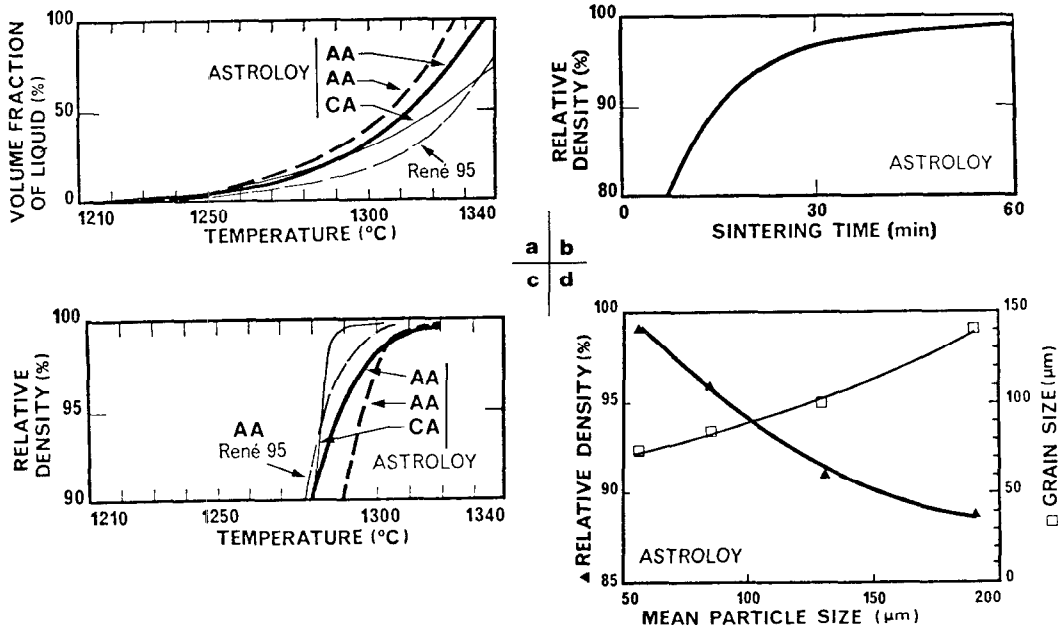 100
50
0
VOLUME FRACTION
OF LIQUID (%)
ASTROLOY
AA
AA
CA
René 95
1210
1250
1300
1340
TEMPERATURE (°C)
100
90
80
RELATIVE
DENSITY (%)
ASTROLOY
0
30
60
SINTERING TIME (min)
a b
c d
100
95
90
RELATIVE
DENSITY (%)
AA
René 95
AA
AA
CA
ASTROLOY
1210
1250
1300
1340
TEMPERATURE (°C)
100
95
90
85
▲ RELATIVE DENSITY (%)
150
100
50
0
□ GRAIN SIZE (μm)
ASTROLOY
50
100
150
200
MEAN PARTICLE SIZE (μm)